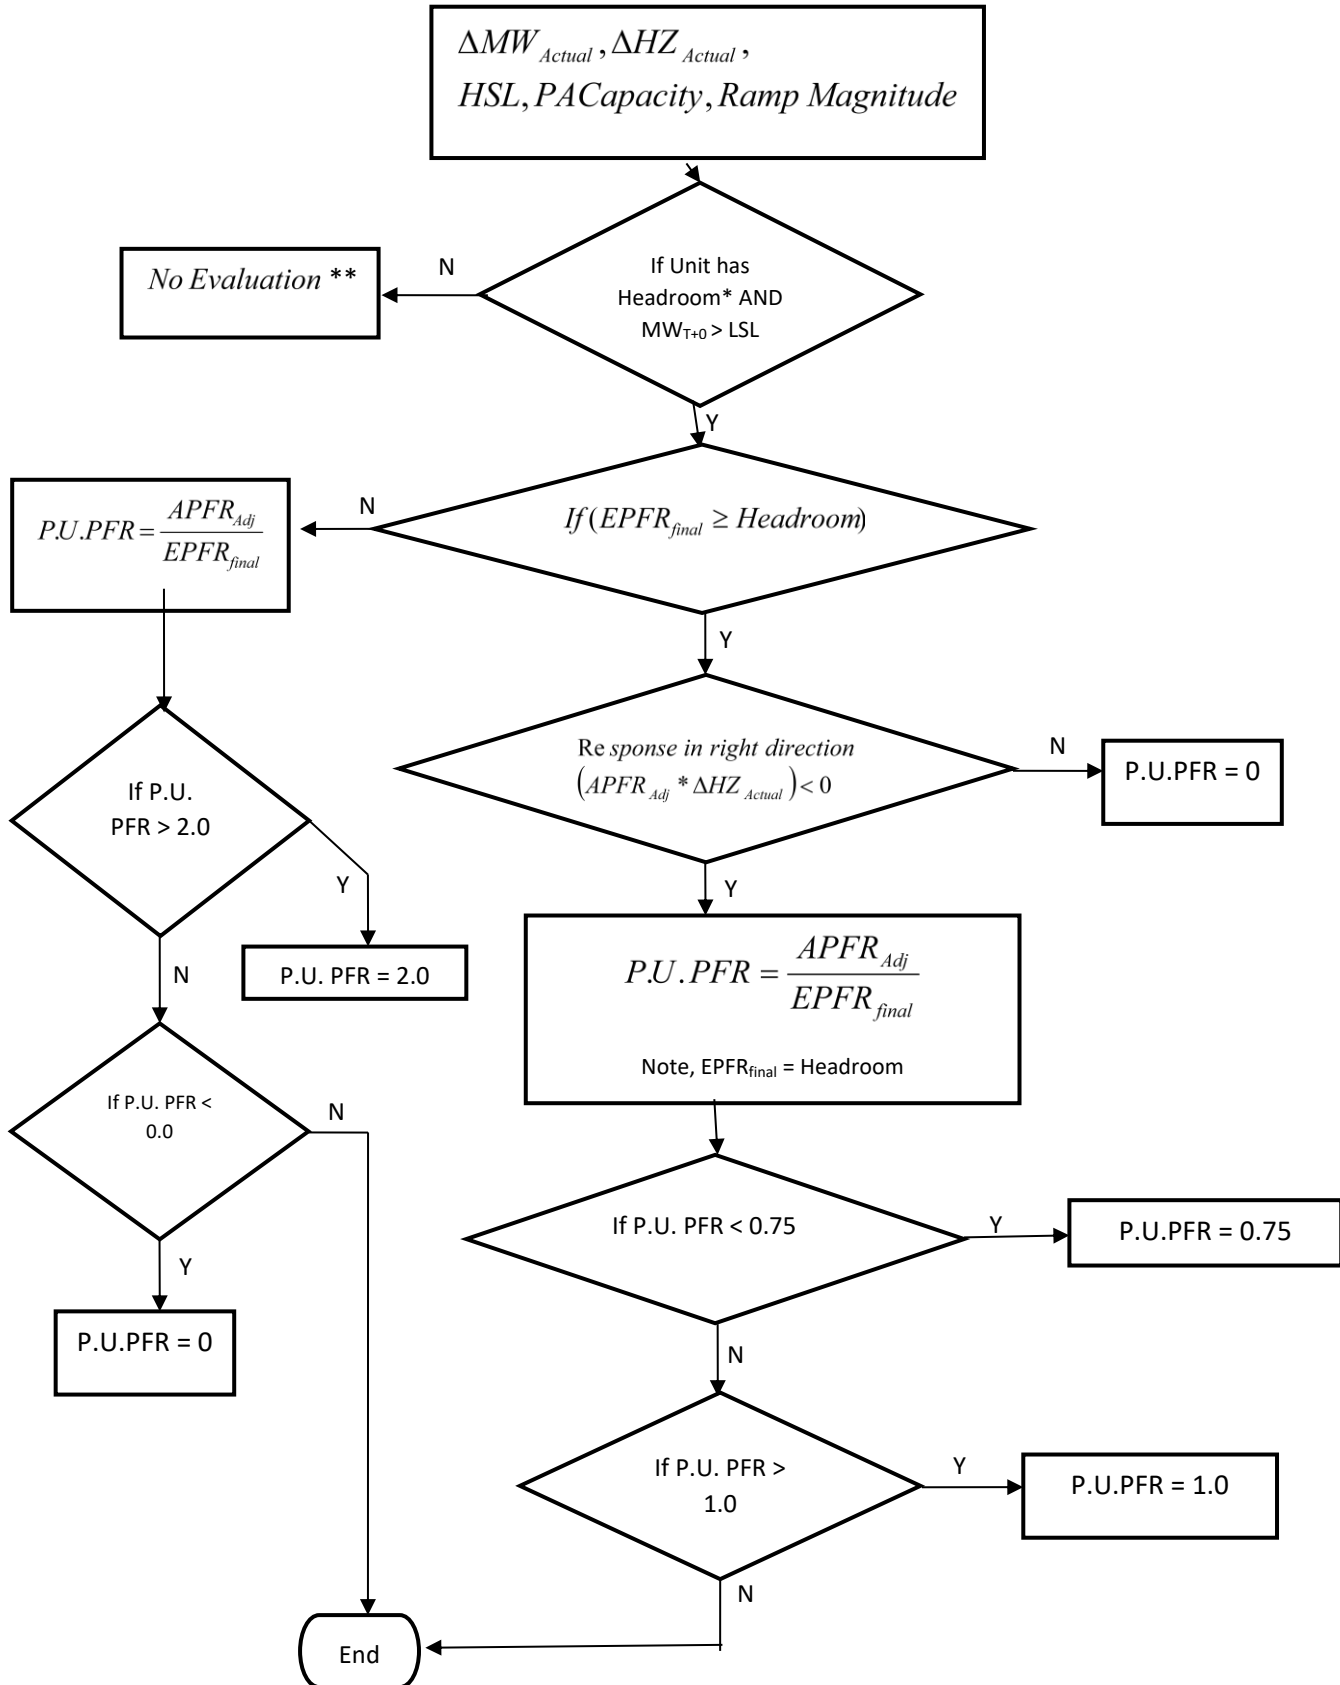 ΔMW_Actual, ΔHZ_Actual,
HSL, PACapacity, Ramp Magnitude
If Unit has
Headroom* AND
MW_T+0 > LSL
N
No Evaluation **
Y
If (EPFR_final ≥ Headroom)
N
P.U.PFR = APFR_Adj / EPFR_final
Y
Re sponse in right direction
(APFR_Adj * ΔHZ_Actual) < 0
N
P.U.PFR = 0
If P.U.
PFR > 2.0
Y
P.U. PFR = 2.0
N
Y
P.U.PFR = APFR_Adj / EPFR_final
Note, EPFR_final = Headroom
If P.U. PFR <
0.0
N
Y
P.U.PFR = 0
If P.U. PFR < 0.75
Y
P.U.PFR = 0.75
N
If P.U. PFR >
1.0
Y
P.U.PFR = 1.0
N
End